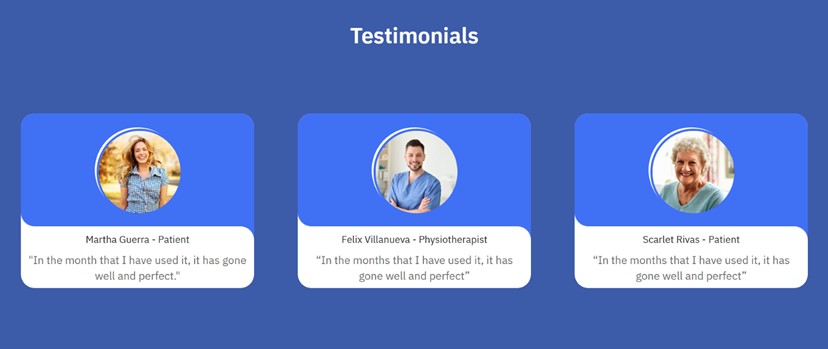 Testimonials
Martha Guerra - Patient
"In the month that I have used it, it has gone
well and perfect."
Felix Villanueva - Physiotherapist
“In the months that I have used it, it has
gone well and perfect”
Scarlet Rivas - Patient
“In the months that I have used it, it has
gone well and perfect”